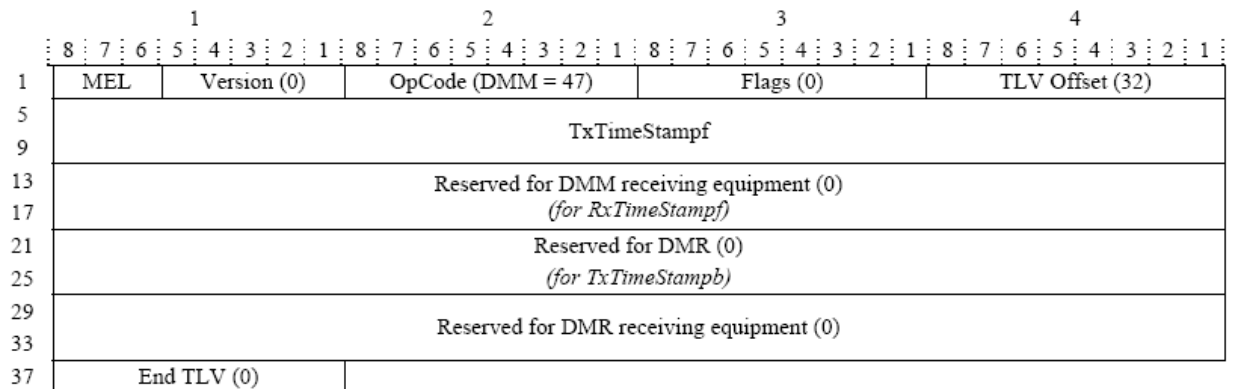 1 2 3 4
8 7 6 5 4 3 2 1 8 7 6 5 4 3 2 1 8 7 6 5 4 3 2 1 8 7 6 5 4 3 2 1
1 MEL Version (0) OpCode (DMM = 47) Flags (0) TLV Offset (32)
5
TxTimeStampf
9
13 Reserved for DMM receiving equipment (0)
17 (for RxTimeStampf)
21 Reserved for DMR (0)
25 (for TxTimeStampb)
29
Reserved for DMR receiving equipment (0)
33
37 End TLV (0)